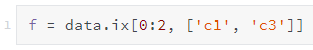 1 f = data.ix[0:2, ['c1', 'c3']]